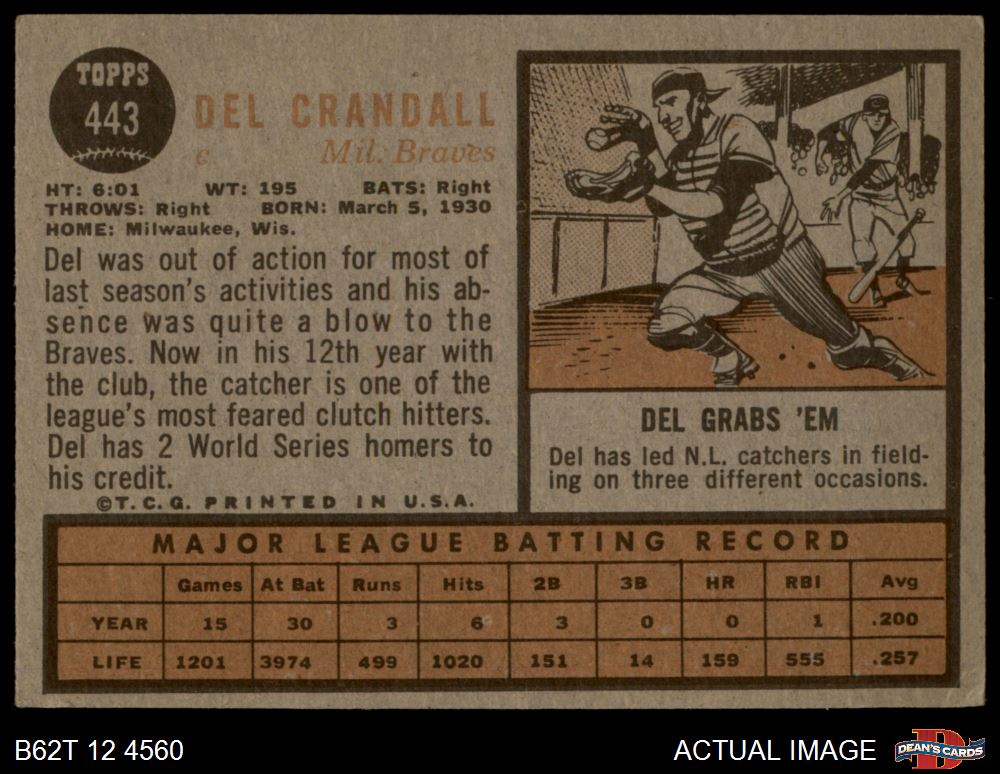 TOPPS
443
DEL CRANDALL
c Mil. Braves
HT: 6:01 WT: 195 BATS: Right
THROWS: Right BORN: March 5, 1930
HOME: Milwaukee, Wis.
Del was out of action for most of
last season's activities and his ab-
sence was quite a blow to the
Braves. Now in his 12th year with
the club, the catcher is one of the
league's most feared clutch hitters.
Del has 2 World Series homers to
his credit.
©T.C.G. PRINTED IN U.S.A.
DEL GRABS 'EM
Del has led N.L. catchers in field-
ing on three different occasions.
MAJOR LEAGUE BATTING RECORD
Games At Bat Runs Hits 2B 3B HR RBI Avg
YEAR 15 30 3 6 3 0 0 1 .200
LIFE 1201 3974 499 1020 151 14 159 555 .257
B62T 12 4560
ACTUAL IMAGE
D
DEAN'S CARDS